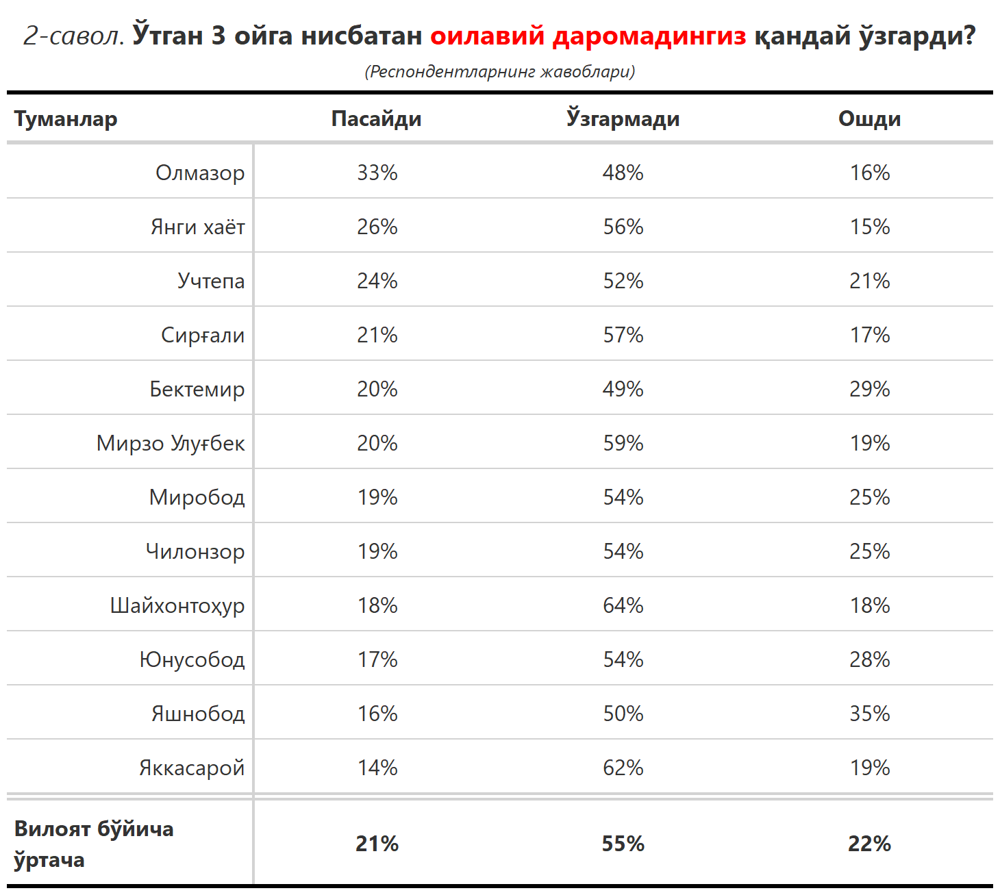 2-савол. Ўтган 3 ойга нисбатан оилавий даромадингиз қандай ўзгарди?
(Респондентларнинг жавоблари)
Туманлар Пасайди Ўзгармади Ошди
Олмазор 33% 48% 16%
Янги хаёт 26% 56% 15%
Учтепа 24% 52% 21%
Сирғали 21% 57% 17%
Бектемир 20% 49% 29%
Мирзо Улуғбек 20% 59% 19%
Миробод 19% 54% 25%
Чилонзор 19% 54% 25%
Шайхонтоҳур 18% 64% 18%
Юнусобод 17% 54% 28%
Яшнобод 16% 50% 35%
Яккасарой 14% 62% 19%
Вилоят бўйича
ўртача 21% 55% 22%